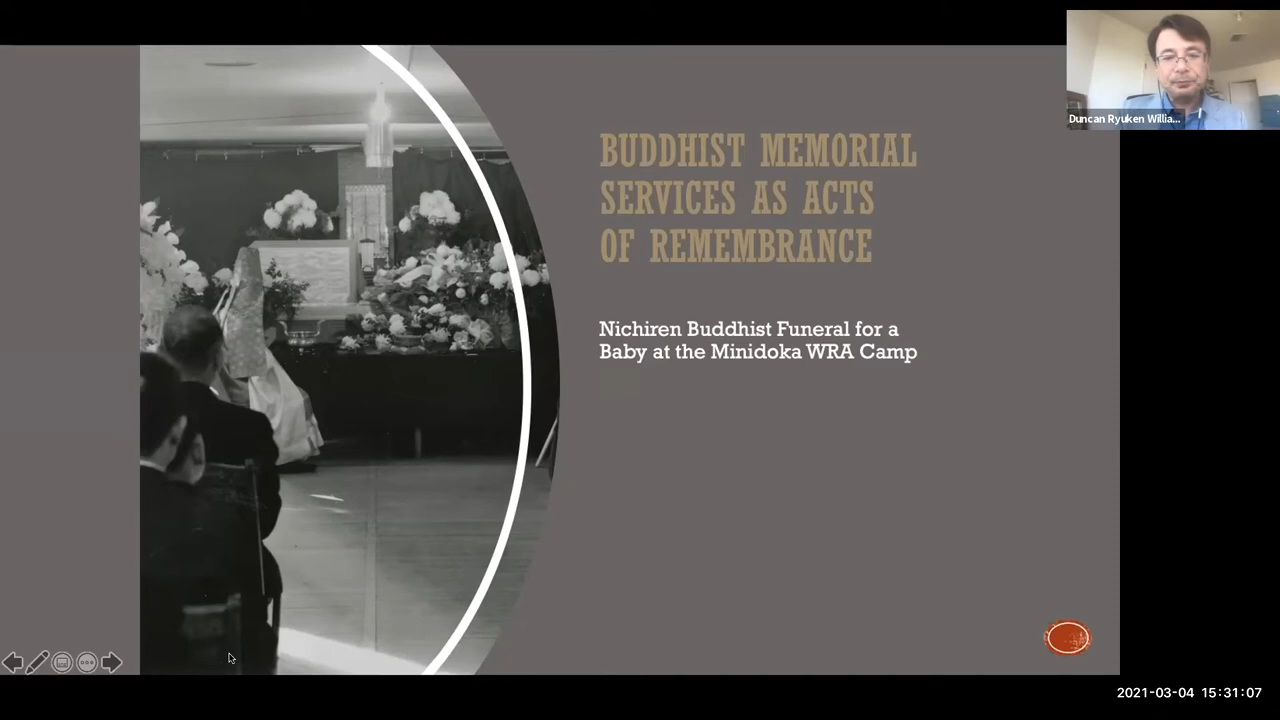 Duncan Ryuken Willia...
BUDDHIST MEMORIAL
SERVICES AS ACTS
OF REMEMBRANCE
Nichiren Buddhist Funeral for a
Baby at the Minidoka WRA Camp
2021-03-04 15:31:07